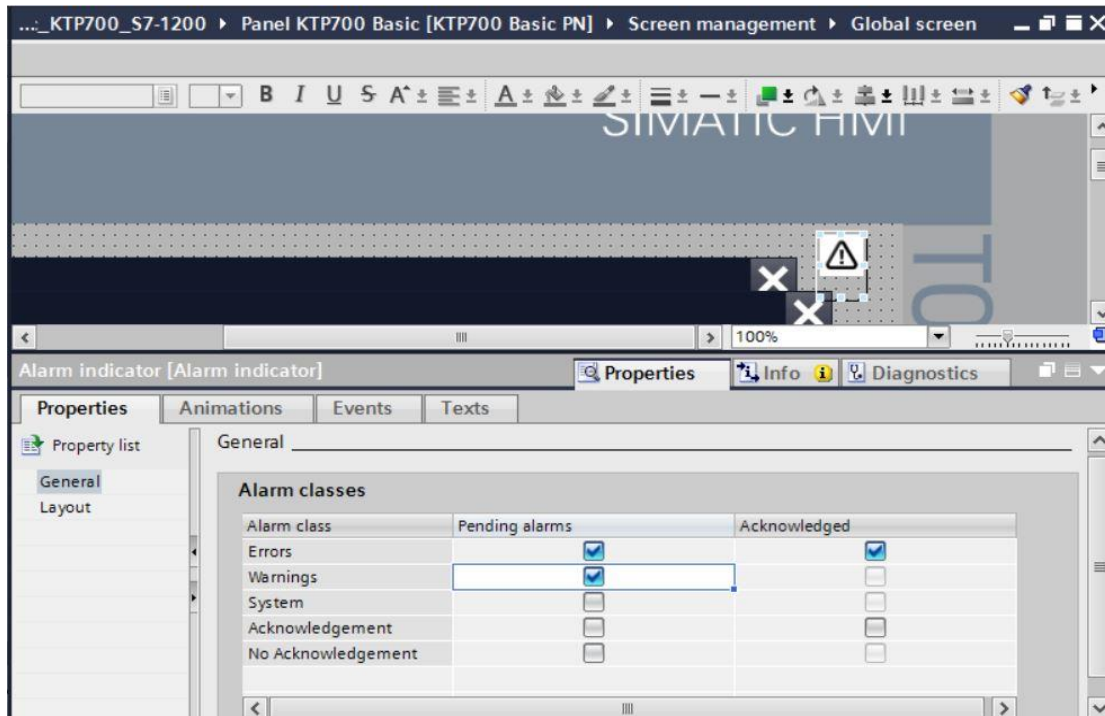 ..._KTP700_S7-1200 ▸ Panel KTP700 Basic [KTP700 Basic PN] ▸ Screen management ▸ Global screen
B I U S A A
SIMATIC HMI
TO
100%
Alarm indicator [Alarm indicator]
Properties Info Diagnostics
Properties Animations Events Texts
Property list
General
Layout
General
Alarm classes
Alarm class Pending alarms Acknowledged
Errors
Warnings
System
Acknowledgement
No Acknowledgement